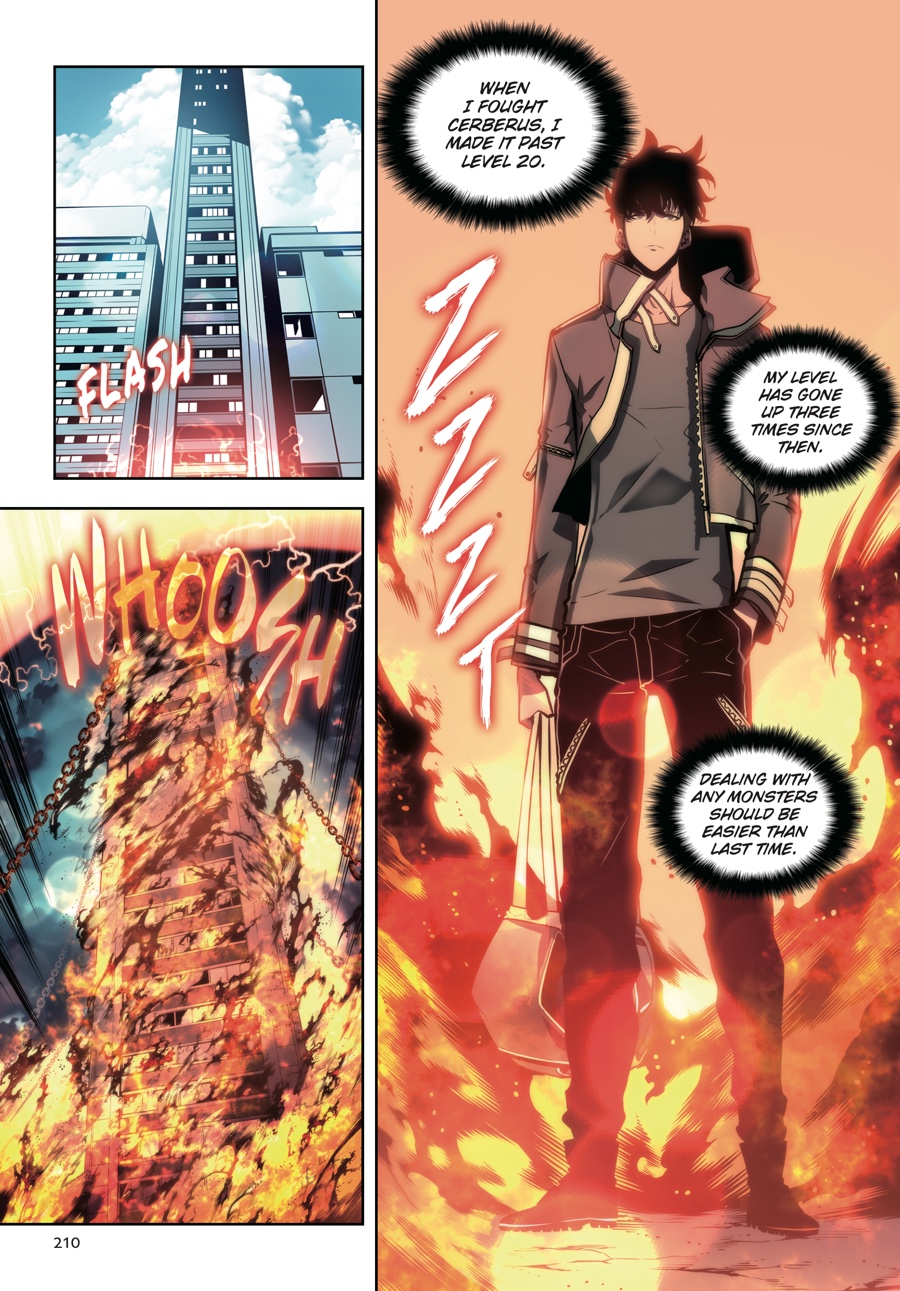 FLASH
WHOOSH
WHEN
I FOUGHT
CERBERUS, I
MADE IT PAST
LEVEL 20.
ZZZT
MY LEVEL
HAS GONE
UP THREE
TIMES SINCE
THEN.
DEALING WITH
ANY MONSTERS
SHOULD BE
EASIER THAN
LAST TIME.
210